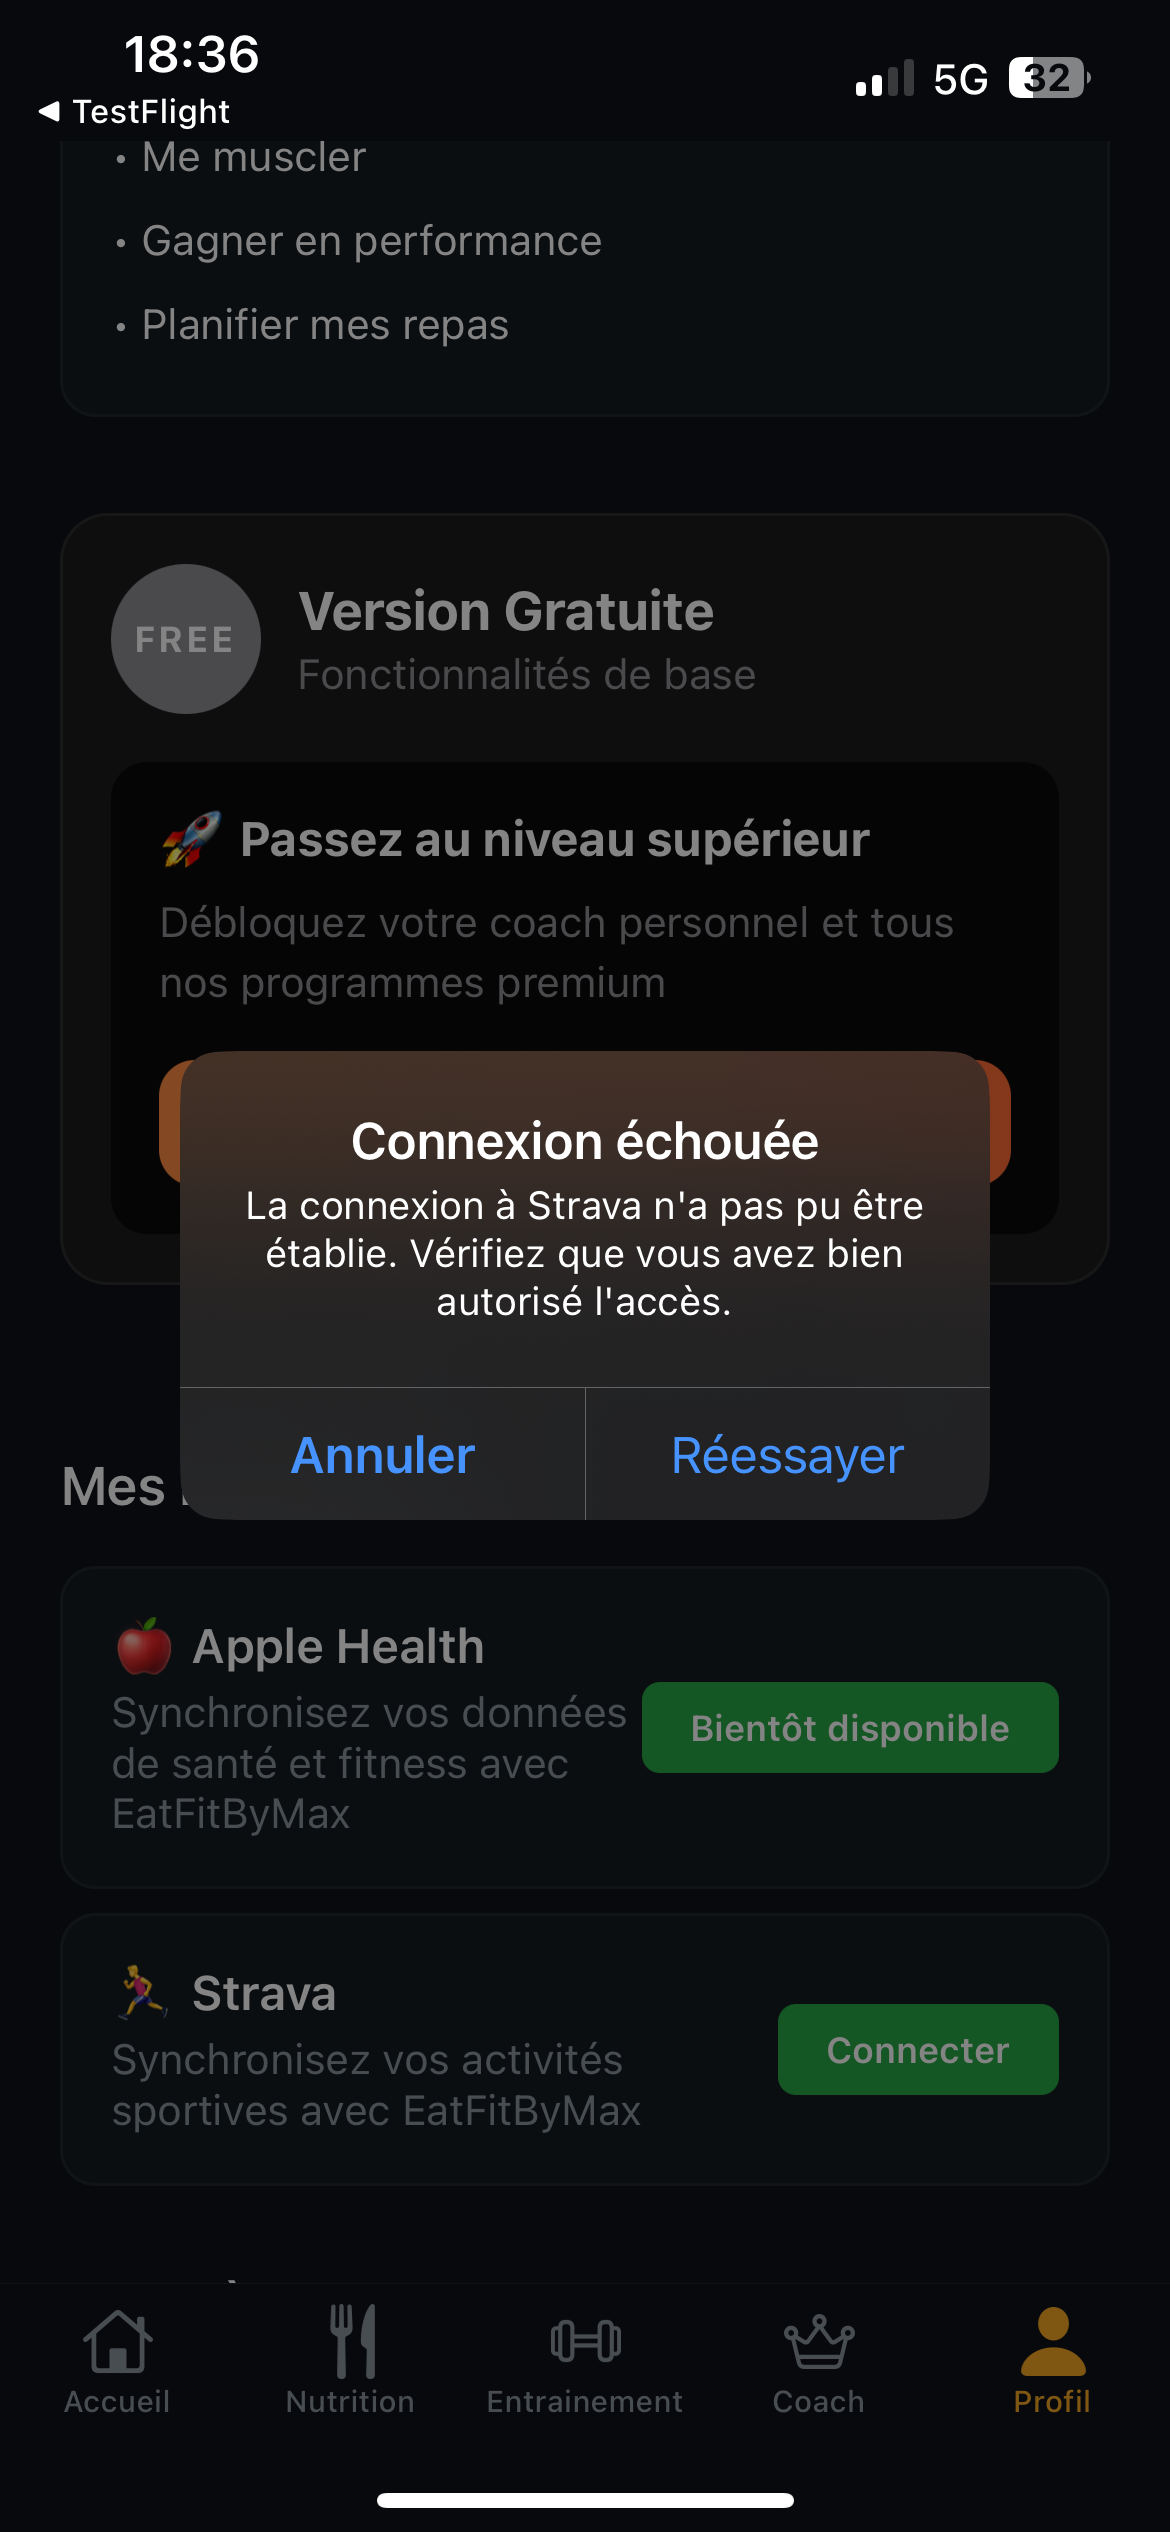 18:36
5G
32
◀ TestFlight
• Me muscler
• Gagner en performance
• Planifier mes repas
FREE
Version Gratuite
Fonctionnalités de base
🚀 Passez au niveau supérieur
Débloquez votre coach personnel et tous
nos programmes premium
Connexion échouée
La connexion à Strava n'a pas pu être
établie. Vérifiez que vous avez bien
autorisé l'accès.
Annuler
Réessayer
Mes
🍎 Apple Health
Synchronisez vos données
de santé et fitness avec
EatFitByMax
Bientôt disponible
🏃 Strava
Synchronisez vos activités
sportives avec EatFitByMax
Connecter
Accueil
Nutrition
Entrainement
Coach
Profil